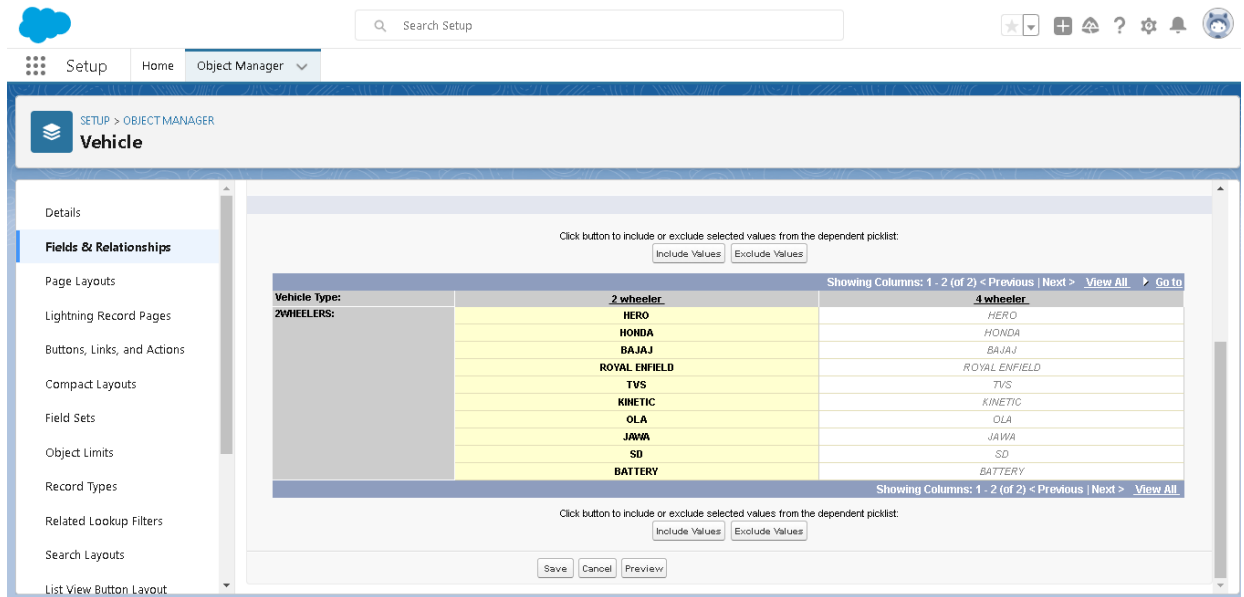 Search Setup
Setup
Home
Object Manager
SETUP > OBJECT MANAGER
Vehicle
Details
Fields & Relationships
Page Layouts
Lightning Record Pages
Buttons, Links, and Actions
Compact Layouts
Field Sets
Object Limits
Record Types
Related Lookup Filters
Search Layouts
List View Button Layout
Click button to include or exclude selected values from the dependent picklist:
Include Values Exclude Values
Showing Columns: 1 - 2 (of 2) < Previous | Next > View All Go to
Vehicle Type: 2 wheeler 4 wheeler
2WHEELERS: HERO HERO
HONDA HONDA
BAJAJ BAJAJ
ROYAL ENFIELD ROYAL ENFIELD
TVS TVS
KINETIC KINETIC
OLA OLA
JAWA JAWA
SD SD
BATTERY BATTERY
Showing Columns: 1 - 2 (of 2) < Previous | Next > View All
Click button to include or exclude selected values from the dependent picklist:
Include Values Exclude Values
Save Cancel Preview